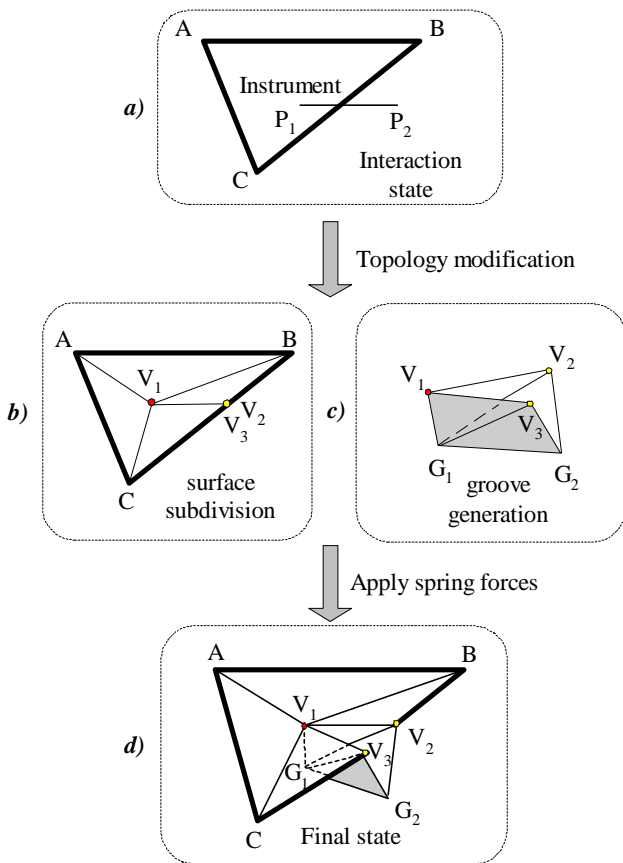 A
B
Instrument
a)
P1
P2
C
Interaction
state
Topology modification
A
B
V1
b)
V2
V3
C
surface
subdivision
c)
V2
V1
V3
G1
G2
groove
generation
Apply spring forces
A
B
V1
V2
d)
V3
G1
G2
C
Final state